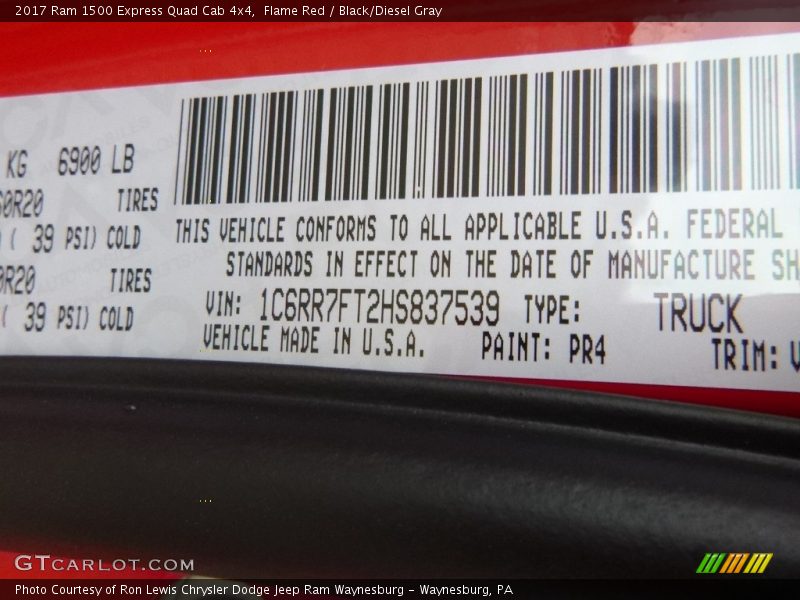 2017 Ram 1500 Express Quad Cab 4x4,  Flame Red / Black/Diesel Gray
KG 6900 LB
0R20 TIRES
( 39 PSI) COLD
0R20 TIRES
( 39 PSI) COLD
THIS VEHICLE CONFORMS TO ALL APPLICABLE U.S.A. FEDERAL
STANDARDS IN EFFECT ON THE DATE OF MANUFACTURE SH
VIN: 1C6RR7FT2HS837539 TYPE: TRUCK
VEHICLE MADE IN U.S.A. PAINT: PR4 TRIM:
GTCARLOT.COM
Photo Courtesy of Ron Lewis Chrysler Dodge Jeep Ram Waynesburg – Waynesburg, PA